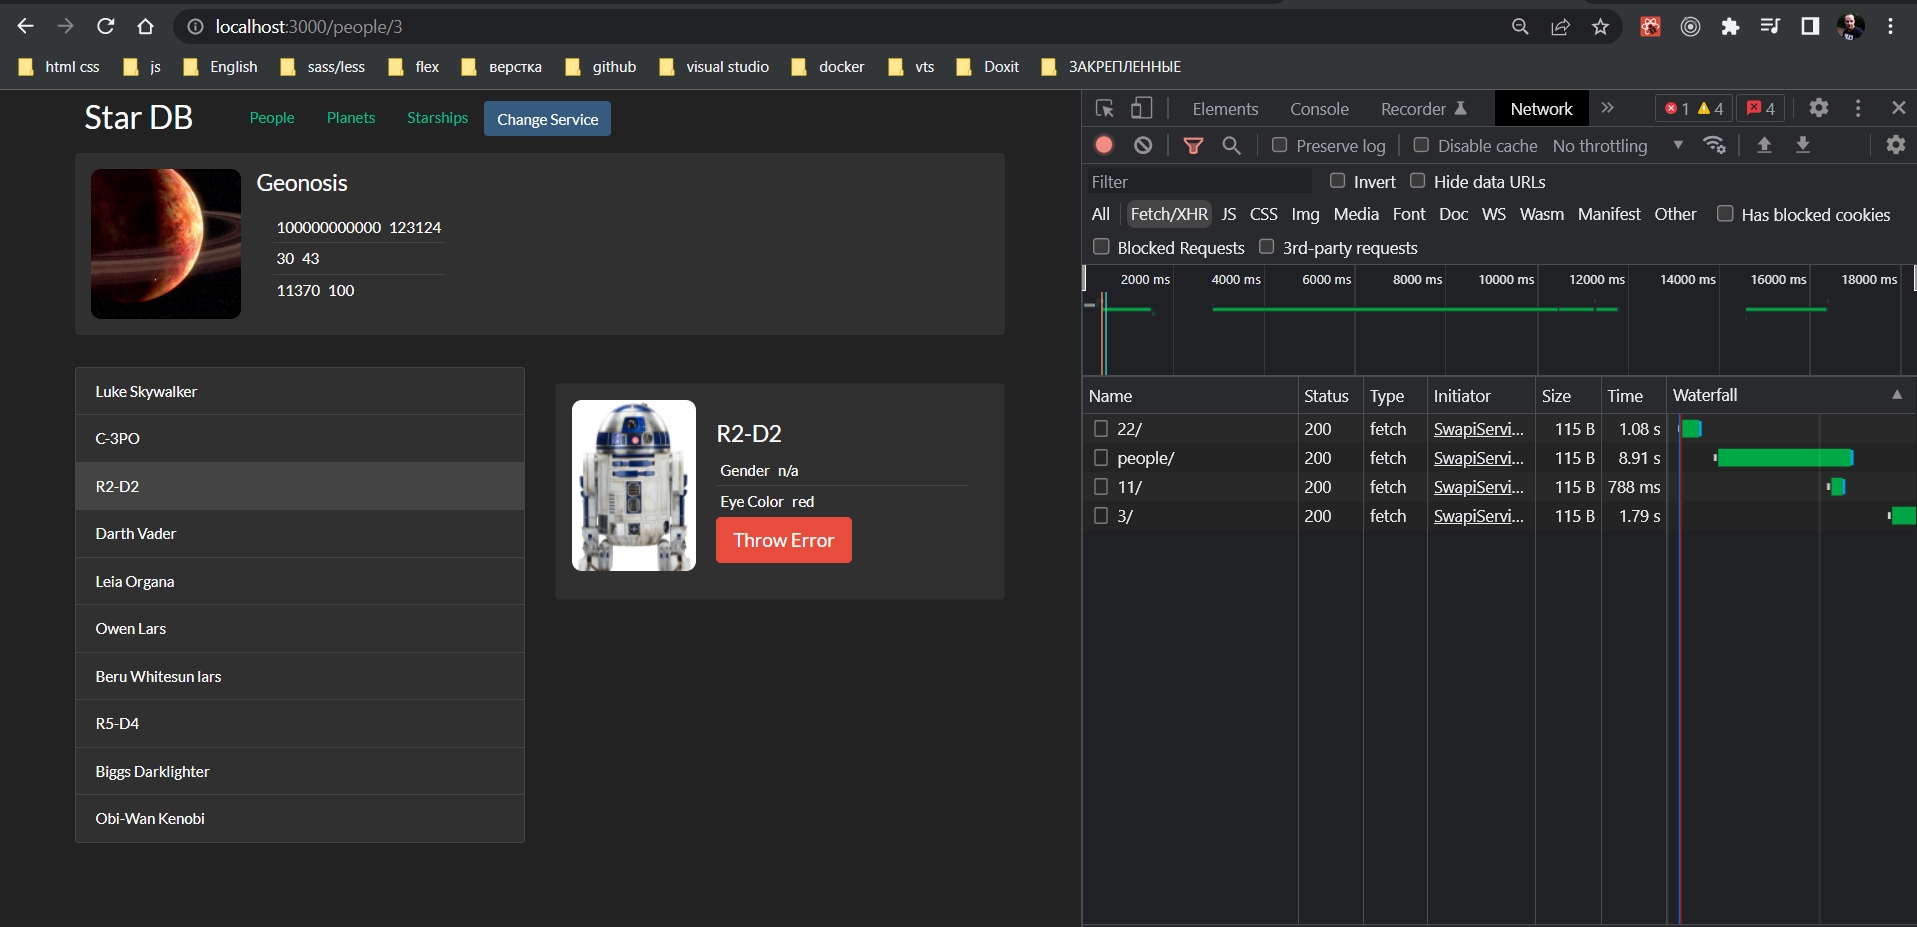 localhost:3000/people/3
html css js English sass/less flex верстка github visual studio docker vts Doxit ЗАКРЕПЛЕННЫЕ
Star DB People Planets Starships Change Service
Geonosis
100000000000 123124
30 43
11370 100
Luke Skywalker
C-3PO
R2-D2
Darth Vader
Leia Organa
Owen Lars
Beru Whitesun lars
R5-D4
Biggs Darklighter
Obi-Wan Kenobi
R2-D2
Gender n/a
Eye Color red
Throw Error
Elements Console Recorder Network 1 4 4
Preserve log Disable cache No throttling
Filter Invert Hide data URLs
All Fetch/XHR JS CSS Img Media Font Doc WS Wasm Manifest Other Has blocked cookies
Blocked Requests 3rd-party requests
2000 ms 4000 ms 6000 ms 8000 ms 10000 ms 12000 ms 14000 ms 16000 ms 18000 ms
Name Status Type Initiator Size Time Waterfall
22/ 200 fetch SwapiServi... 115 B 1.08 s
people/ 200 fetch SwapiServi... 115 B 8.91 s
11/ 200 fetch SwapiServi... 115 B 788 ms
3/ 200 fetch SwapiServi... 115 B 1.79 s